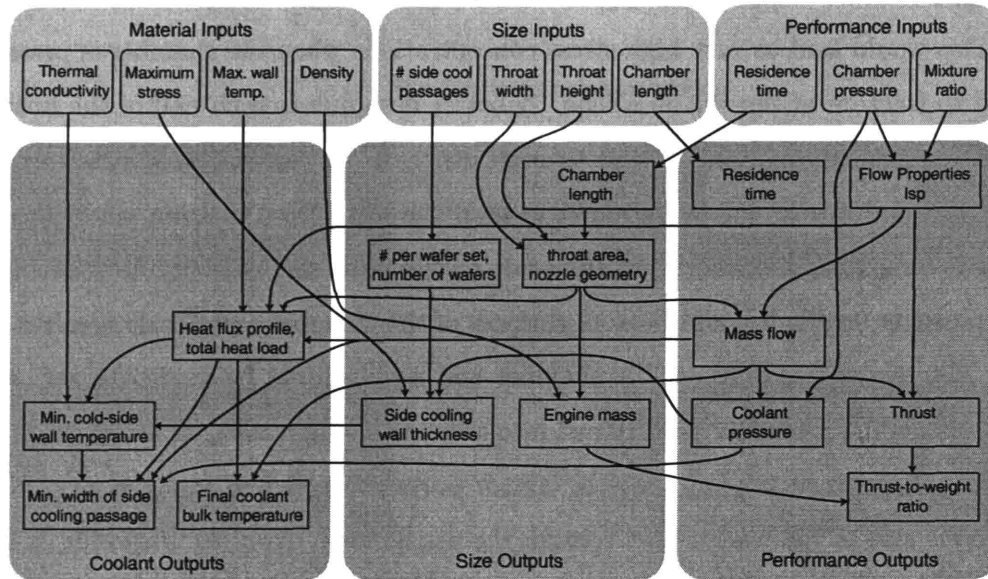 Material Inputs
Size Inputs
Performance Inputs
Thermal
conductivity
Maximum
stress
Max. wall
temp.
Density
# side cool
passages
Throat
width
Throat
height
Chamber
length
Residence
time
Chamber
pressure
Mixture
ratio
Chamber
length
Residence
time
Flow Properties
Isp
# per wafer set,
number of wafers
throat area,
nozzle geometry
Heat flux profile,
total heat load
Mass flow
Min. cold-side
wall temperature
Side cooling
wall thickness
Engine mass
Coolant
pressure
Thrust
Min. width of side
cooling passage
Final coolant
bulk temperature
Thrust-to-weight
ratio
Coolant Outputs
Size Outputs
Performance Outputs